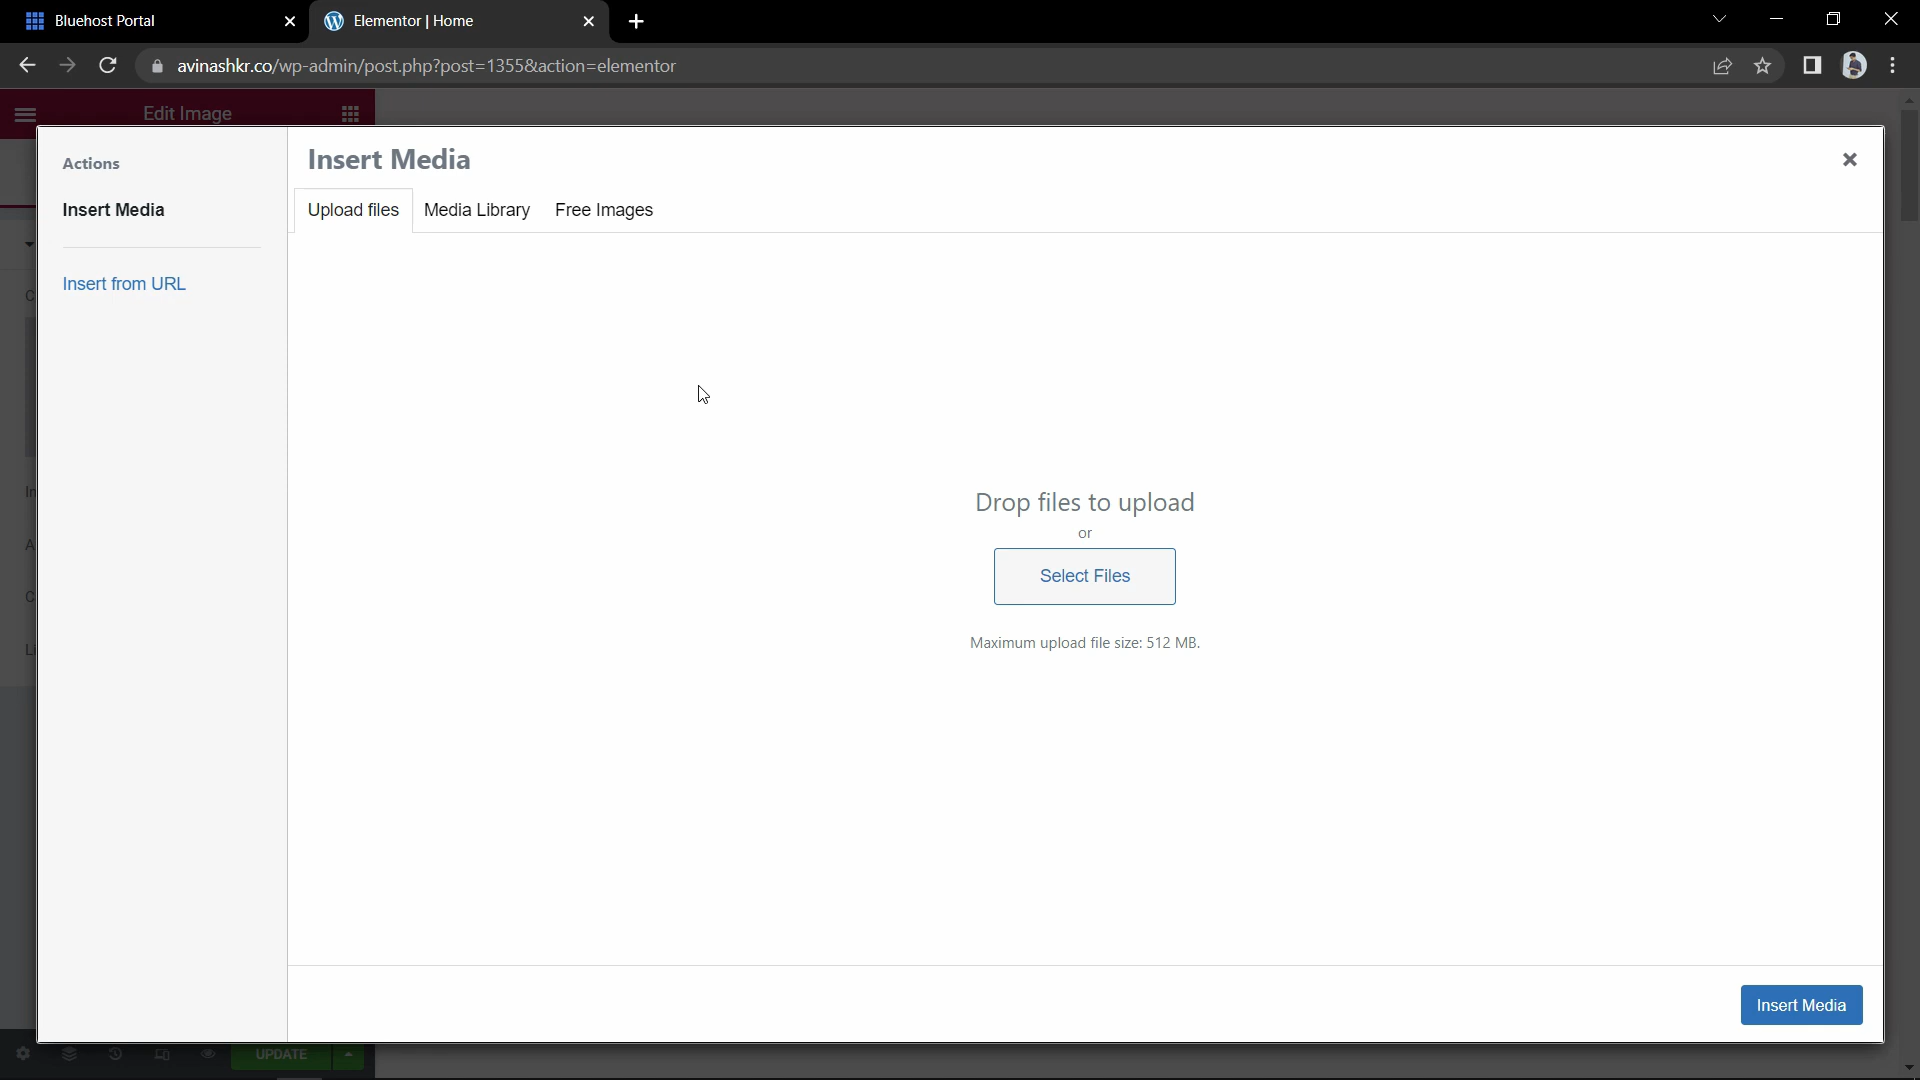 Bluehost Portal
Elementor | Home
avinashkr.co/wp-admin/post.php?post=1355&action=elementor
Edit Image
Actions
Insert Media
Insert from URL
Insert Media
Upload files
Media Library
Free Images
Drop files to upload
or
Select Files
Maximum upload file size: 512 MB.
Insert Media
UPDATE